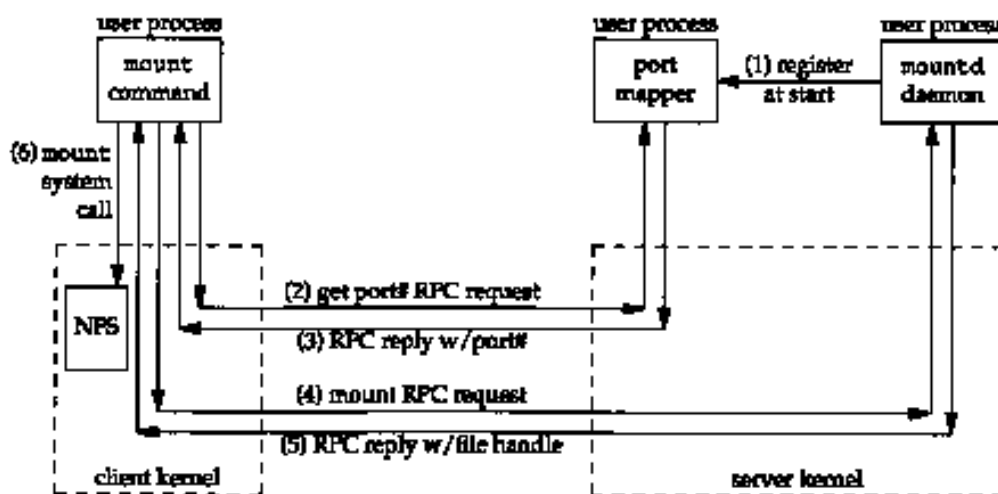 user process
user process
user process
mount
command
port
mapper
(1) register
at start
mountd
daemon
(6) mount
system
call
NFS
(2) get port# RPC request
(3) RPC reply w/port#
(4) mount RPC request
(5) RPC reply w/file handle
client kernel
server kernel